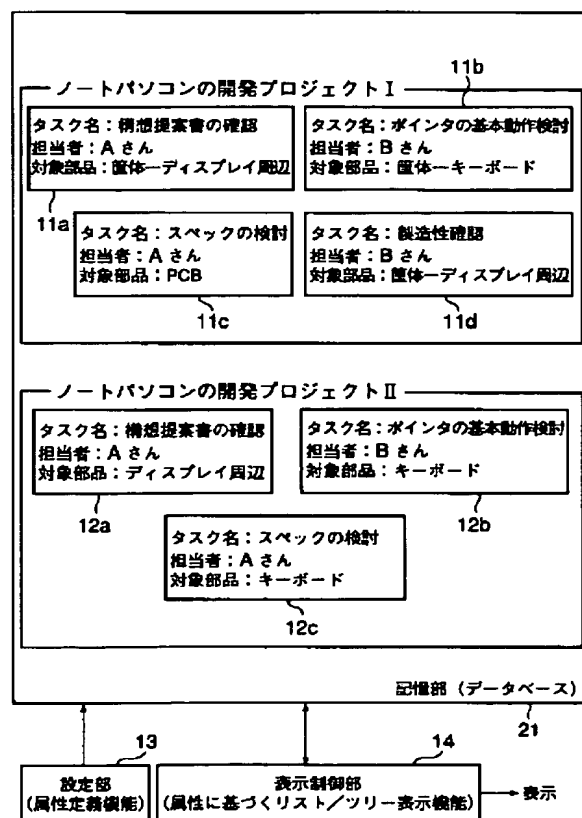 11b
ノートパソコンの開発プロジェクトⅠ
タスク名：構想提案書の確認
担当者：Aさん
対象部品：筐体ーディスプレイ周辺
11a
タスク名：ポインタの基本動作検討
担当者：Bさん
対象部品：筐体ーキーボード
タスク名：スペックの検討
担当者：Aさん
対象部品：PCB
11c
タスク名：製造性確認
担当者：Bさん
対象部品：筐体ーディスプレイ周辺
11d
ノートパソコンの開発プロジェクトⅡ
タスク名：構想提案書の確認
担当者：Aさん
対象部品：ディスプレイ周辺
12a
タスク名：ポインタの基本動作検討
担当者：Bさん
対象部品：キーボード
12b
タスク名：スペックの検討
担当者：Aさん
対象部品：キーボード
12c
記憶部（データベース）
21
13
設定部
（属性定義機能）
14
表示制御部
（属性に基づくリスト／ツリー表示機能）
表示